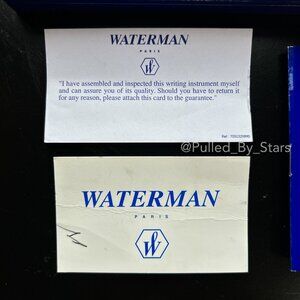 WATERMAN
PARIS
"I have assembled and inspected this writing instrument myself
and can assure you of its quality. Should you have to return it
for any reason, please attach this card to the guarantee."
@Pulled_By_Stars
WATERMAN
PARIS